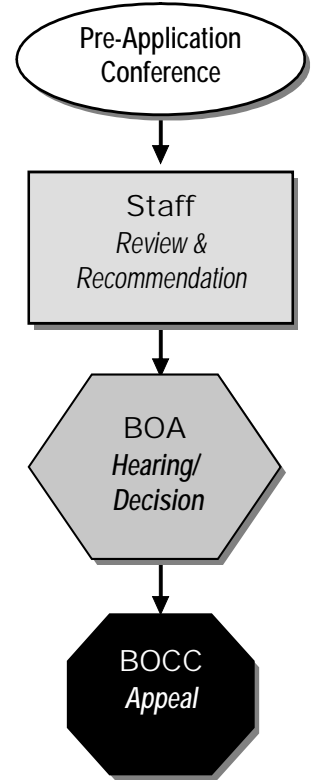 Pre-Application
Conference
Staff
Review &
Recommendation
BOA
Hearing/
Decision
BOCC
Appeal